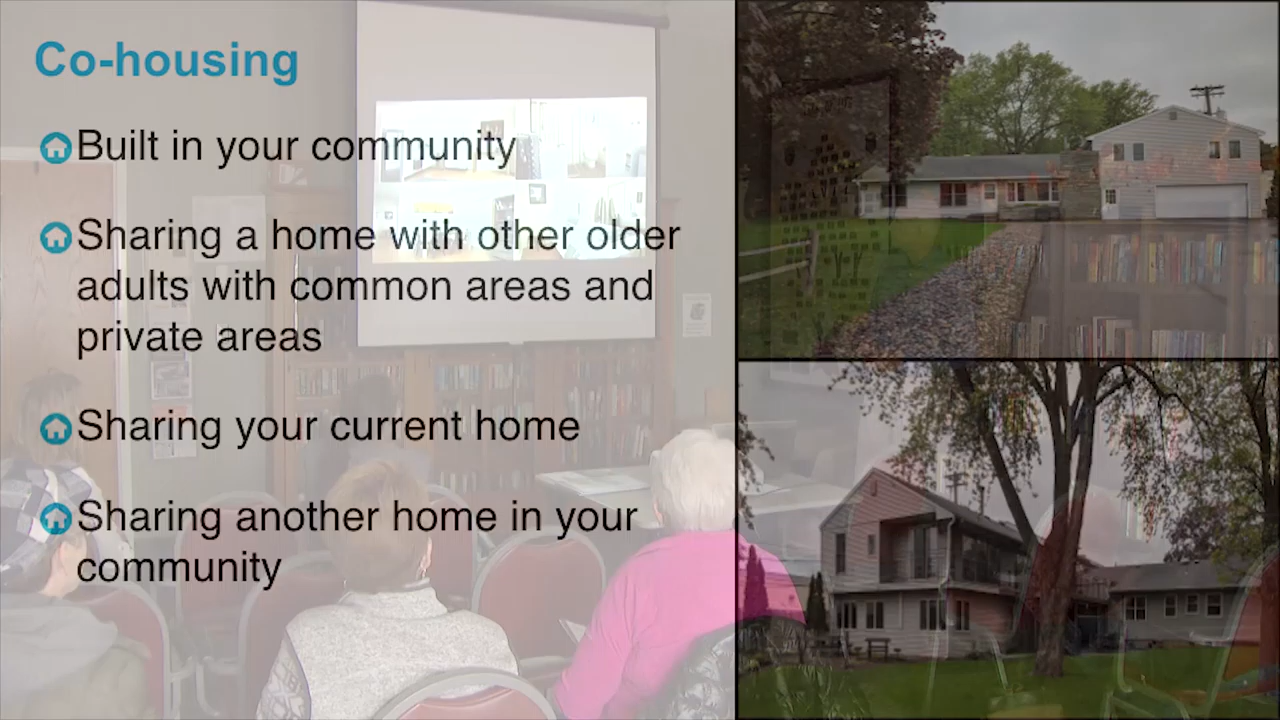 Co-housing
Built in your community
Sharing a home with other older
adults with common areas and
private areas
Sharing your current home
Sharing another home in your
community